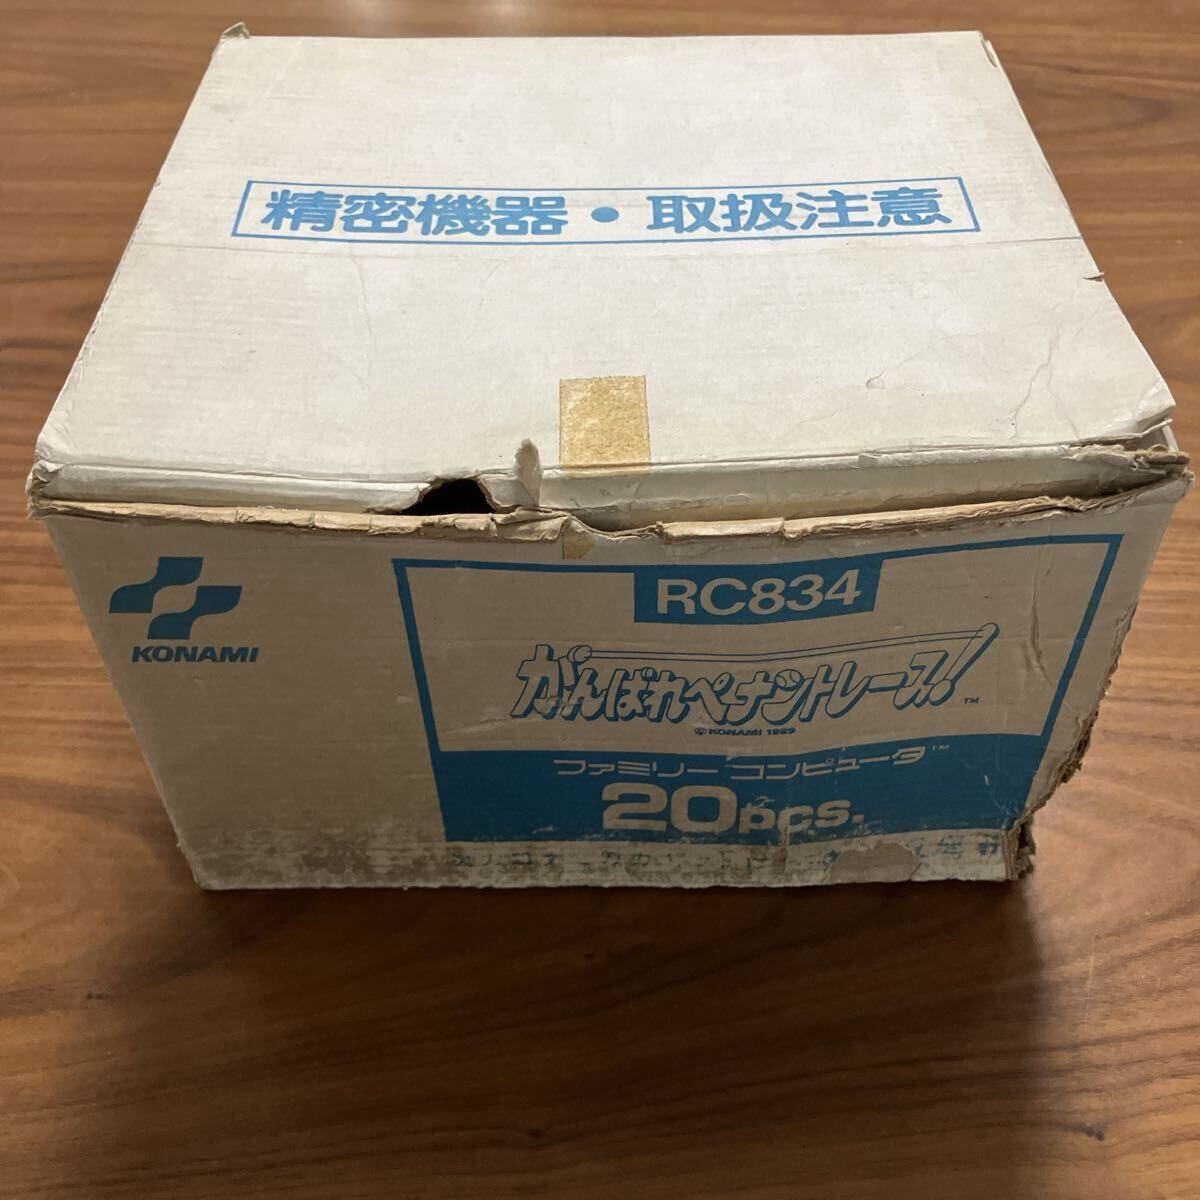 精密機器・取扱注意
KONAMI
RC834
がんばれペナントレース!™
© KONAMI 1989
ファミリーコンピュータ™
20pcs.